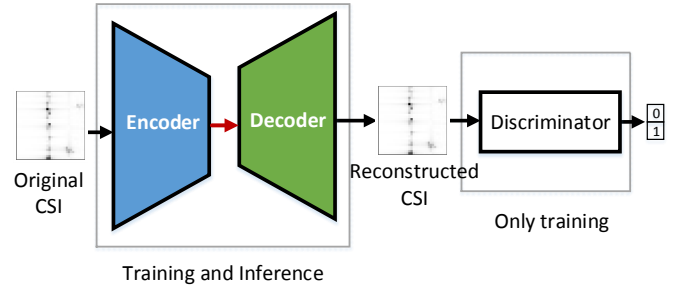 Original
CSI
Encoder
Decoder
Reconstructed
CSI
Discriminator
0
1
Training and Inference
Only training